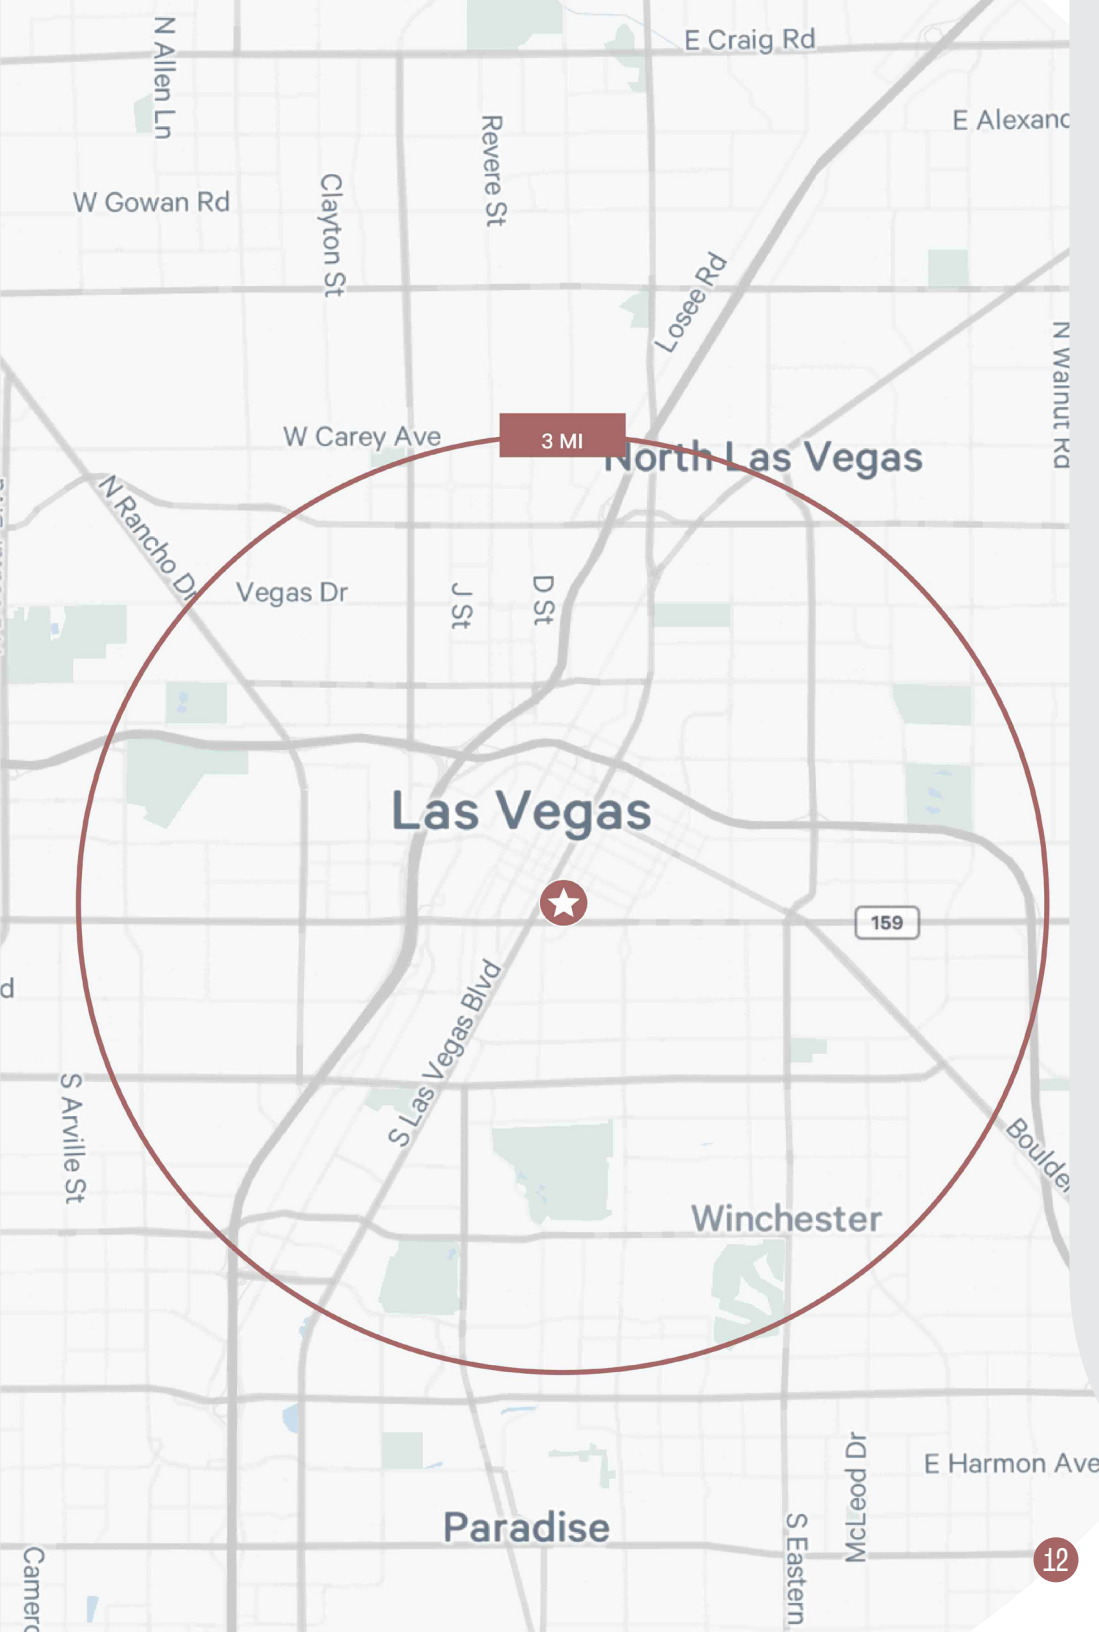 N Allen Ln
E Craig Rd
E Alexand
Revere St
W Gowan Rd
Clayton St
Losee Rd
N Walnut Rd
W Carey Ave
3 MI
North Las Vegas
N Rancho Dr
Vegas Dr
J St
D St
Las Vegas
159
d
S Las Vegas Blvd
S Arville St
Boulder
Winchester
McLeod Dr
E Harmon Ave
Paradise
S Eastern
Camero
12